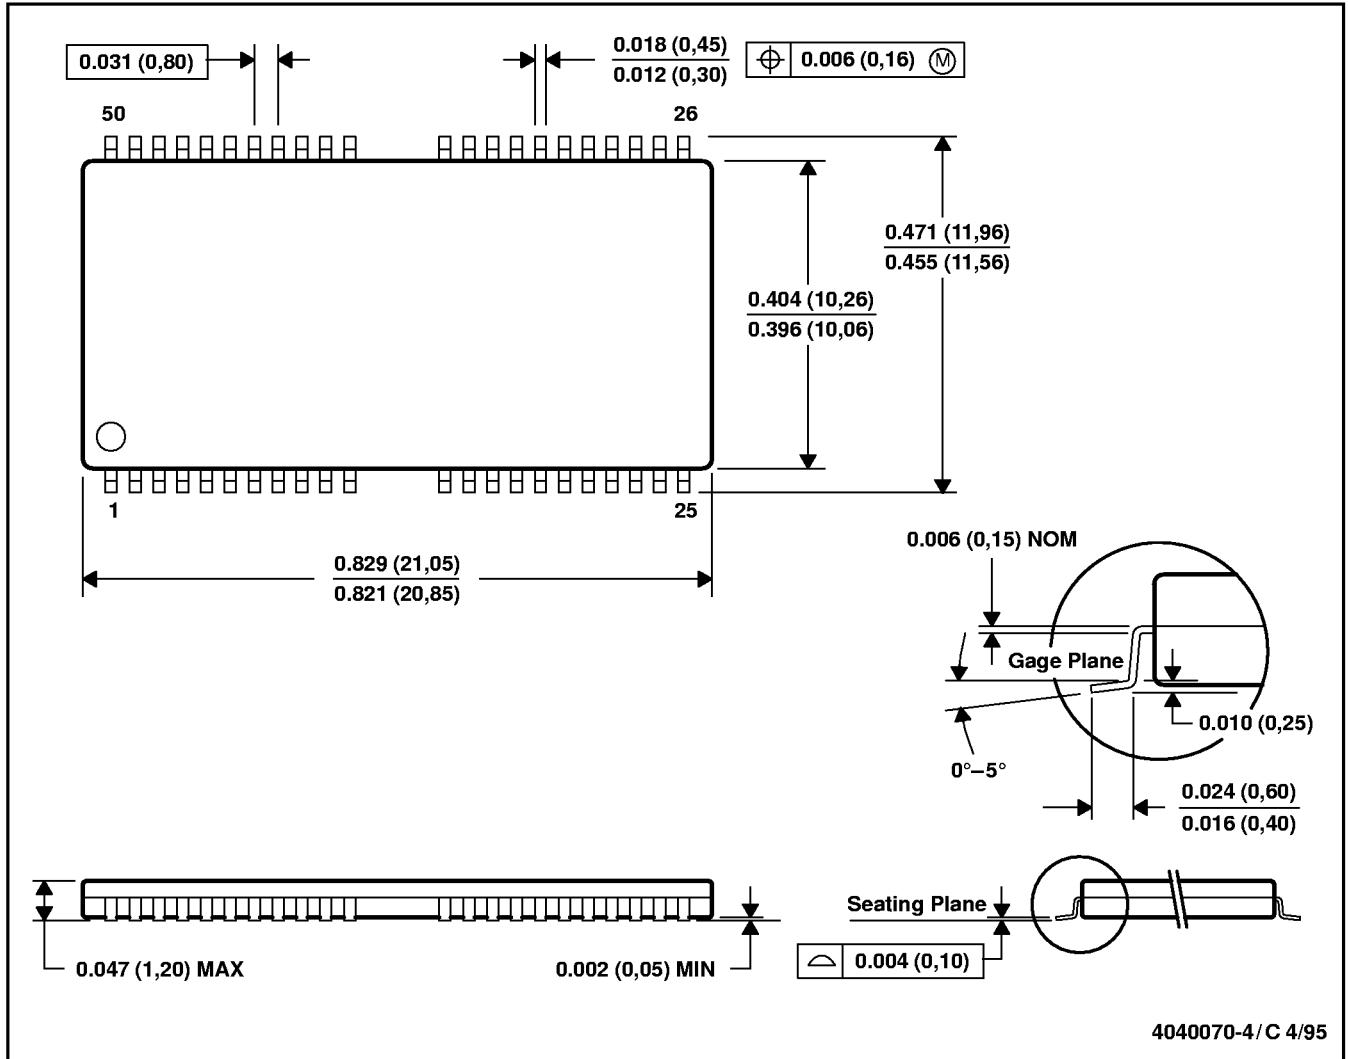 0.031 (0,80)
0.018 (0,45)
0.012 (0,30)
0.006 (0,16) M
50
26
0.471 (11,96)
0.455 (11,56)
0.404 (10,26)
0.396 (10,06)
1
25
0.829 (21,05)
0.821 (20,85)
0.006 (0,15) NOM
Gage Plane
0.010 (0,25)
0°–5°
0.024 (0,60)
0.016 (0,40)
Seating Plane
0.047 (1,20) MAX
0.002 (0,05) MIN
0.004 (0,10)
4040070-4/C 4/95